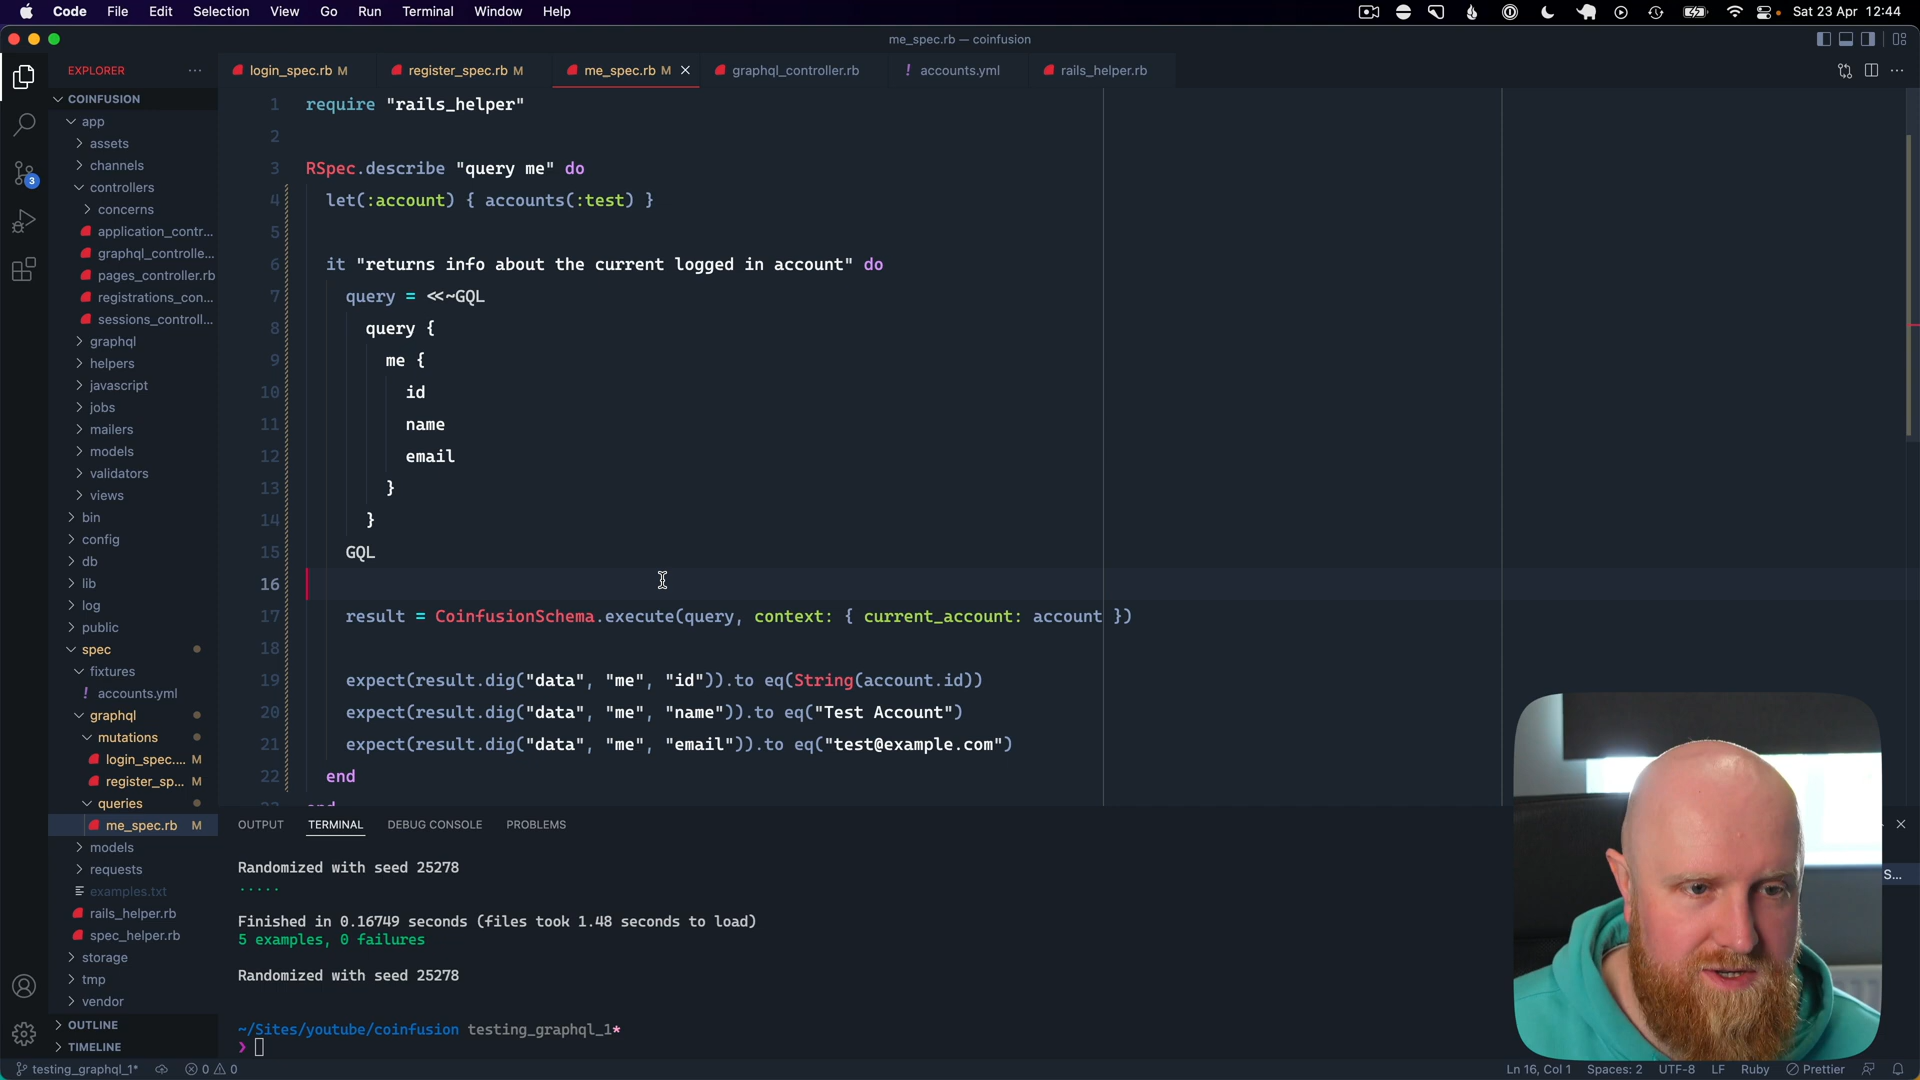 Code File Edit Selection View Go Run Terminal Window Help
Sat 23 Apr 12:44
me_spec.rb — coinfusion
EXPLORER
login_spec.rb M
register_spec.rb M
me_spec.rb M
graphql_controller.rb
! accounts.yml
rails_helper.rb
COINFUSION
app
assets
channels
controllers
concerns
application_contr...
graphql_controlle...
pages_controller.rb
registrations_con...
sessions_controll...
graphql
helpers
javascript
jobs
mailers
models
validators
views
bin
config
db
lib
log
public
spec
fixtures
! accounts.yml
graphql
mutations
login_spec.... M
register_sp... M
queries
me_spec.rb M
models
requests
examples.txt
rails_helper.rb
spec_helper.rb
storage
tmp
vendor
OUTLINE
TIMELINE
3
1 require "rails_helper"
2
3 RSpec.describe "query me" do
4 let(:account) { accounts(:test) }
5
6 it "returns info about the current logged in account" do
7 query = <<~GQL
8 query {
9 me {
10 id
11 name
12 email
13 }
14 }
15 GQL
16
17 result = CoinfusionSchema.execute(query, context: { current_account: account })
18
19 expect(result.dig("data", "me", "id")).to eq(String(account.id))
20 expect(result.dig("data", "me", "name")).to eq("Test Account")
21 expect(result.dig("data", "me", "email")).to eq("test@example.com")
22 end
OUTPUT TERMINAL DEBUG CONSOLE PROBLEMS
Randomized with seed 25278
.....
Finished in 0.16749 seconds (files took 1.48 seconds to load)
5 examples, 0 failures
Randomized with seed 25278
~/Sites/youtube/coinfusion testing_graphql_1*
❯
S...
testing_graphql_1* 0 0
Ln 16, Col 1 Spaces: 2 UTF-8 LF Ruby Prettier